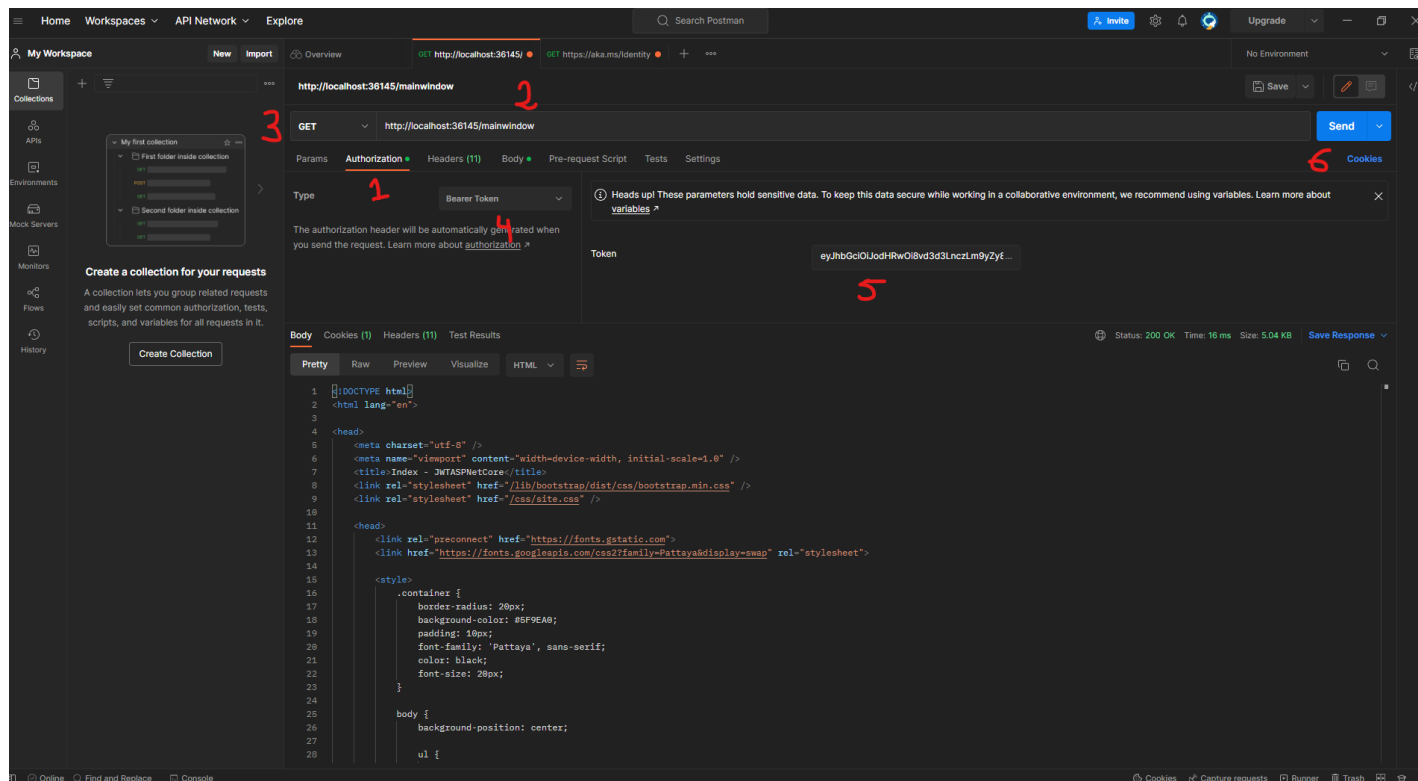 Home Workspaces API Network Explore Search Postman Invite Upgrade
My Workspace New Import Overview GET http://localhost:36145/ GET https://aka.ms/Identity No Environment
Collections
APIs
Environments
Mock Servers
Monitors
Flows
History
My first collection
First folder inside collection
GET
POST
GET
Second folder inside collection
GET
GET
Create a collection for your requests
A collection lets you group related requests
and easily set common authorization, tests,
scripts, and variables for all requests in it.
Create Collection
http://localhost:36145/mainwindow Save
2
3
GET http://localhost:36145/mainwindow Send
Params Authorization Headers (11) Body Pre-request Script Tests Settings Cookies
1
6
Type Bearer Token
4
The authorization header will be automatically generated when
you send the request. Learn more about authorization
Heads up! These parameters hold sensitive data. To keep this data secure while working in a collaborative environment, we recommend using variables. Learn more about
variables
Token eyJhbGciOiJodHRwOi8vd3d3LnczLm9yZy8...
5
Body Cookies (1) Headers (11) Test Results Status: 200 OK Time: 16 ms Size: 5.04 KB Save Response
Pretty Raw Preview Visualize HTML
1 <!DOCTYPE html>
2 <html lang="en">
3
4 <head>
5 <meta charset="utf-8" />
6 <meta name="viewport" content="width=device-width, initial-scale=1.0" />
7 <title>Index - JWTASPNetCore</title>
8 <link rel="stylesheet" href="/lib/bootstrap/dist/css/bootstrap.min.css" />
9 <link rel="stylesheet" href="/css/site.css" />
10
11 <head>
12 <link rel="preconnect" href="https://fonts.gstatic.com">
13 <link href="https://fonts.googleapis.com/css2?family=Pattaya&display=swap" rel="stylesheet">
14
15 <style>
16 .container {
17 border-radius: 20px;
18 background-color: #5F9EA0;
19 padding: 10px;
20 font-family: 'Pattaya', sans-serif;
21 color: black;
22 font-size: 20px;
23 }
24
25 body {
26 background-position: center;
27
28 ul {
Online Find and Replace Console Cookies Capture requests Runner Trash